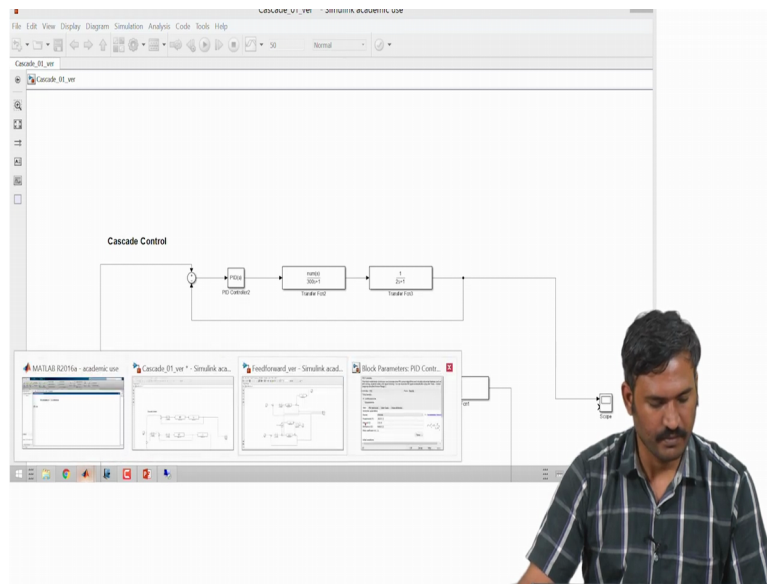 Cascade_01_ver - Simulink academic use
File Edit View Display Diagram Simulation Analysis Code Tools Help
50 Normal
Cascade_01_ver
Cascade_01_ver
Cascade Control
PID(s)
PID Controller2
num(s)
300s+1
Transfer Fcn2
1
2s+1
Transfer Fcn3
MATLAB R2016a - academic use
Cascade_01_ver * - Simulink aca...
Feedforward_ver - Simulink acad...
Block Parameters: PID Contr...
Scope